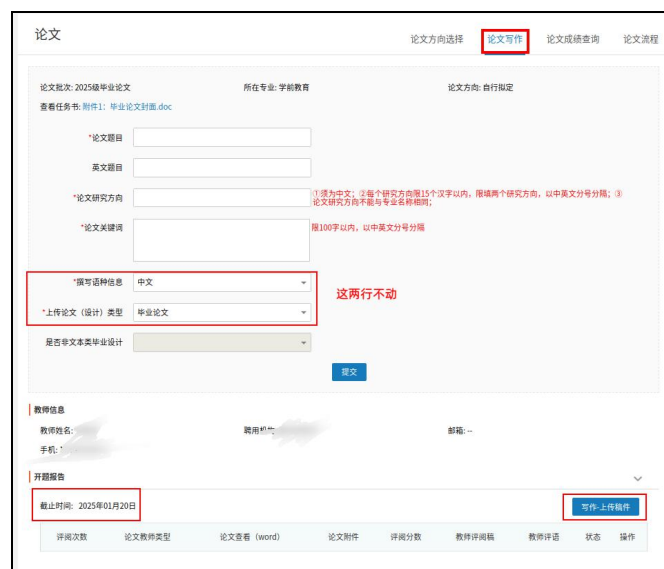 论文
论文方向选择 论文写作 论文成绩查询 论文流程
论文批次: 2025级毕业论文 所在专业: 学前教育 论文方向: 自行拟定
查看任务书: 附件1：毕业论文封面.doc
*论文题目
英文题目
*论文研究方向 ①须为中文；②每个研究方向限15个汉字以内，限填两个研究方向，以中英文分号分隔；③
论文研究方向不能与专业名称相同；
*论文关键词 限100字以内，以中英文分号分隔
*撰写语种信息 中文
这两行不动
*上传论文（设计）类型 毕业论文
是否非文本类毕业设计
提交
教师信息
教师姓名: 聘用机构 邮箱: --
手机:
开题报告
截止时间: 2025年01月20日 写作-上传稿件
评阅次数 论文教师类型 论文查看（word） 论文附件 评阅分数 教师评阅稿 教师评语 状态 操作